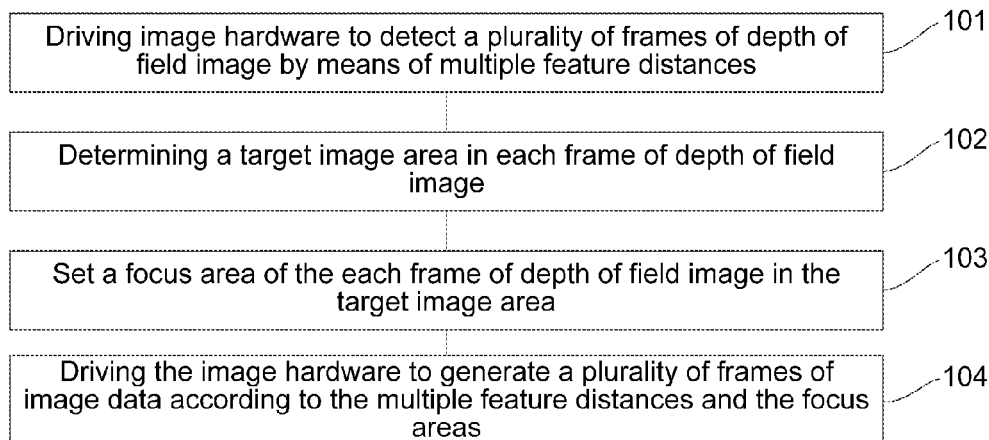 Driving image hardware to detect a plurality of frames of depth of
field image by means of multiple feature distances
101
Determining a target image area in each frame of depth of field
image
102
Set a focus area of the each frame of depth of field image in the
target image area
103
Driving the image hardware to generate a plurality of frames of
image data according to the multiple feature distances and the focus
areas
104